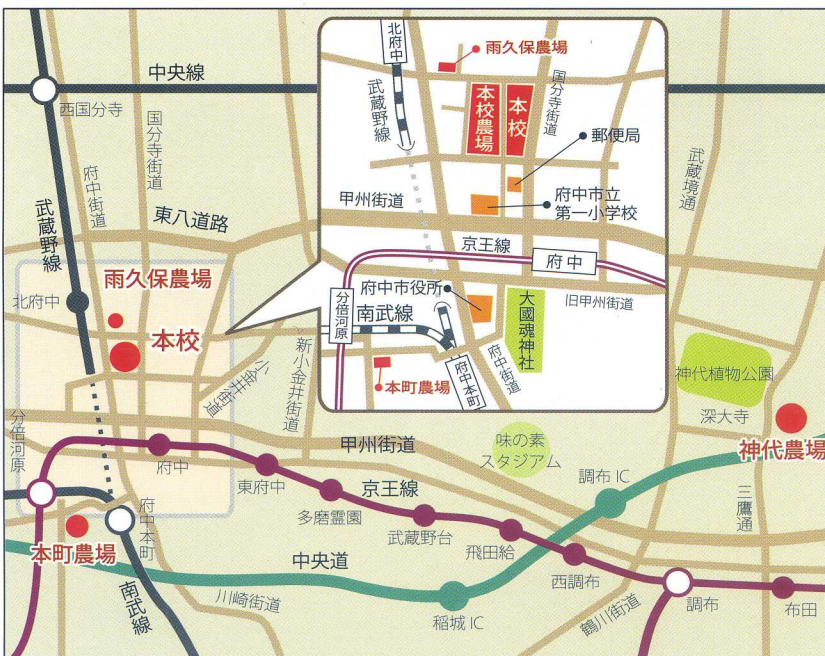 中央線
西国分寺
国分寺街道
府中街道
武蔵野線
東八道路
雨久保農場
北府中
本校
小金井街道
新小金井街道
分倍河原
府中
東府中
多磨霊園
武蔵野台
飛田給
西調布
調布
布田
甲州街道
京王線
味の素
スタジアム
調布 IC
府中本町
本町農場
南武線
中央道
川崎街道
稲城 IC
鶴川街道
三鷹通
武蔵境通
神代植物公園
深大寺
神代農場
北府中
武蔵野線
雨久保農場
国分寺街道
本校農場
本校
郵便局
府中市立
第一小学校
甲州街道
京王線
府中
府中市役所
旧甲州街道
分倍河原
南武線
大國魂神社
本町農場
府中本町
府中街道